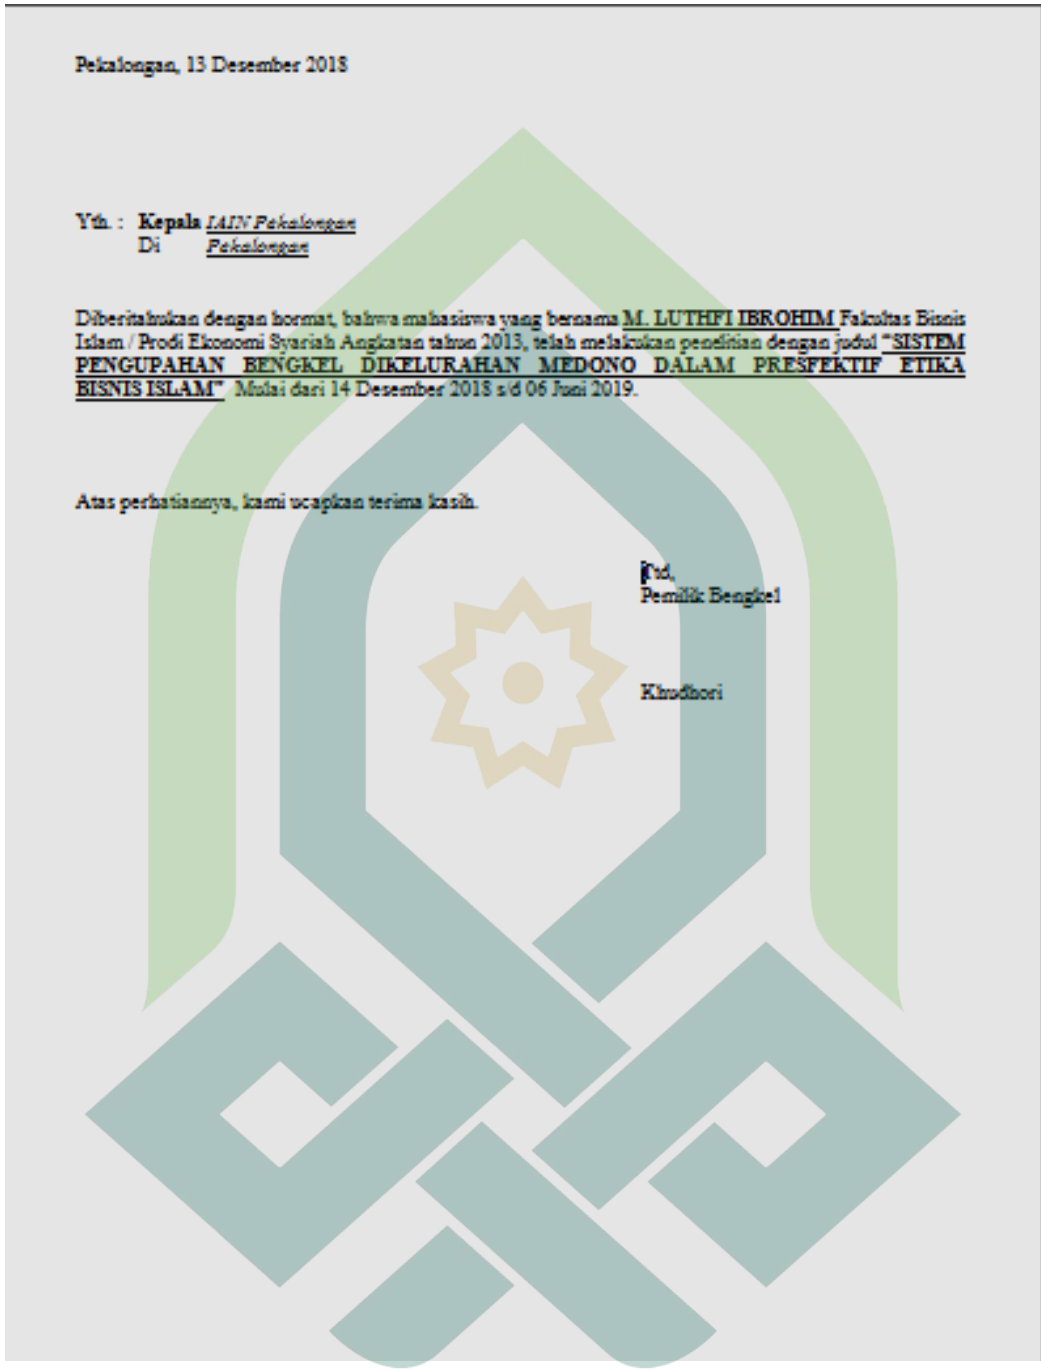 Pekalongan, 13 Desember 2018
Yth. : Kepala IAIN Pekalongan
Di Pekalongan
Diberitahukan dengan hormat, bahwa mahasiswa yang bernama M. LUTHFI IBROHIM Fakultas Bisnis
Islam / Prodi Ekonomi Syariah Angkatan tahun 2013, telah melakukan penelitian dengan judul "SISTEM
PENGUPAHAN BENGKEL DIKELURAHAN MEDONO DALAM PRESFEKTIF ETIKA
BISNIS ISLAM" Mulai dari 14 Desember 2018 s/d 06 Juni 2019.
Atas perhatiannya, kami ucapkan terima kasih.
Ttd,
Pemilik Bengkel
Khudhori